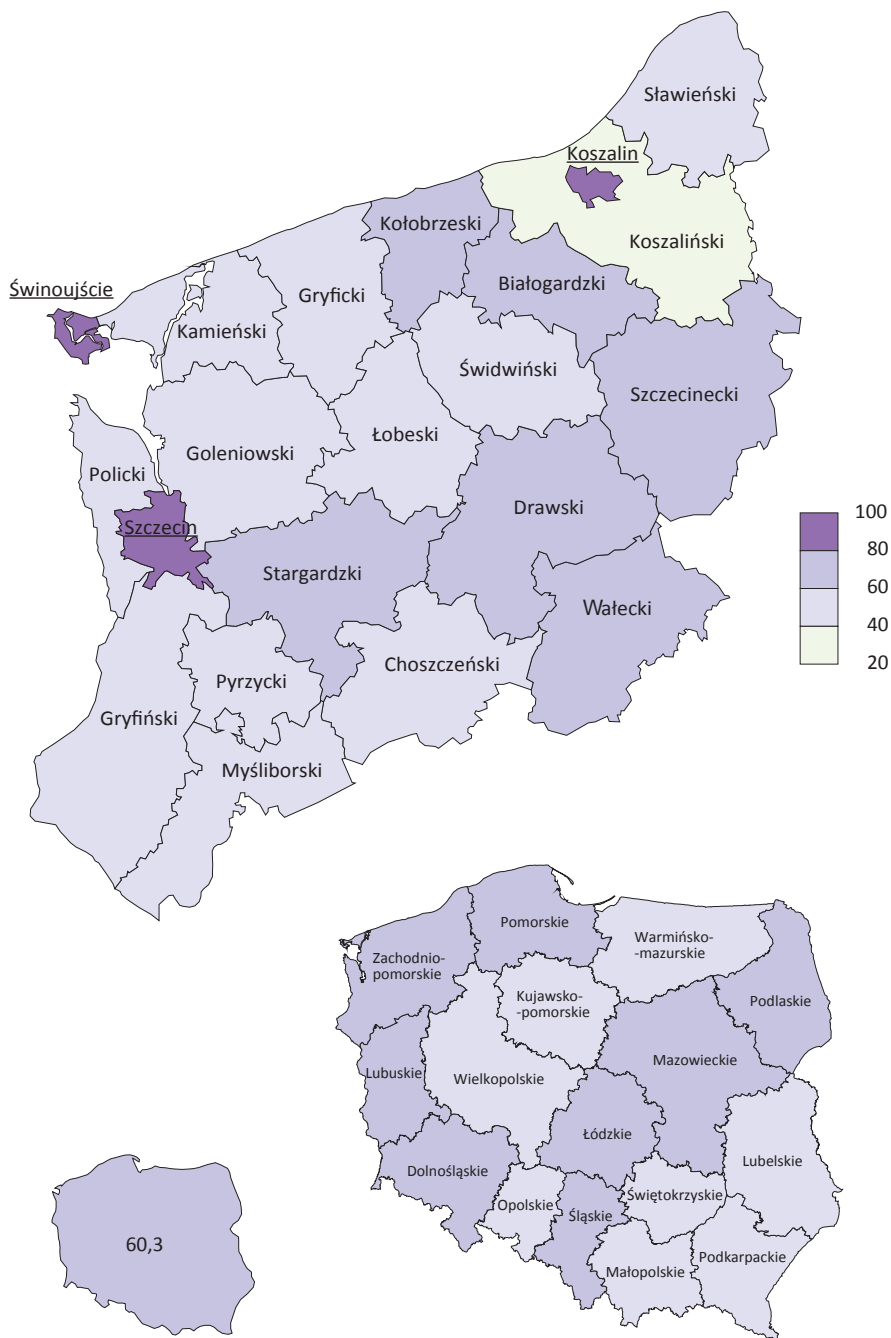 Sławieński
Koszalin
Kołobrzeski
Koszaliński
Białogardzki
Świnoujście
Gryficki
Kamieński
Świdwiński
Szczecinecki
Łobeski
Goleniowski
Policki
Drawski
Szczecin
Stargardzki
Wałecki
Choszczeński
Pyrzycki
Gryfiński
Myśliborski
100
80
60
40
20
Pomorskie
Warmińsko-
-mazurskie
Zachodnio-
pomorskie
Kujawsko-
-pomorskie
Podlaskie
Mazowieckie
Lubuskie
Wielkopolskie
Łódzkie
Lubelskie
Dolnośląskie
Opolskie
Świętokrzyskie
Śląskie
Podkarpackie
Małopolskie
60,3